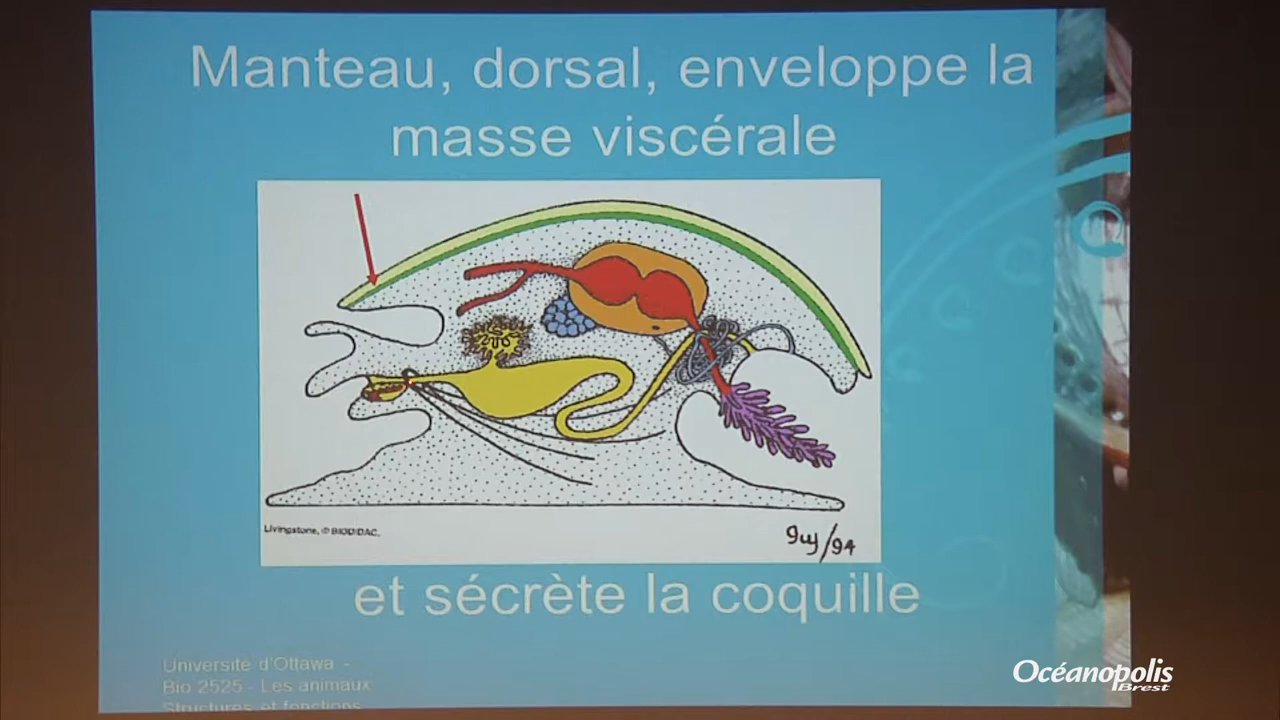 Manteau, dorsal, enveloppe la
masse viscérale
Livingstone, © BIODIDAC.
guy/94
et sécrète la coquille
Université d'Ottawa -
Bio 2525 - Les animaux
Structures et fonctions
Océanopolis
Brest